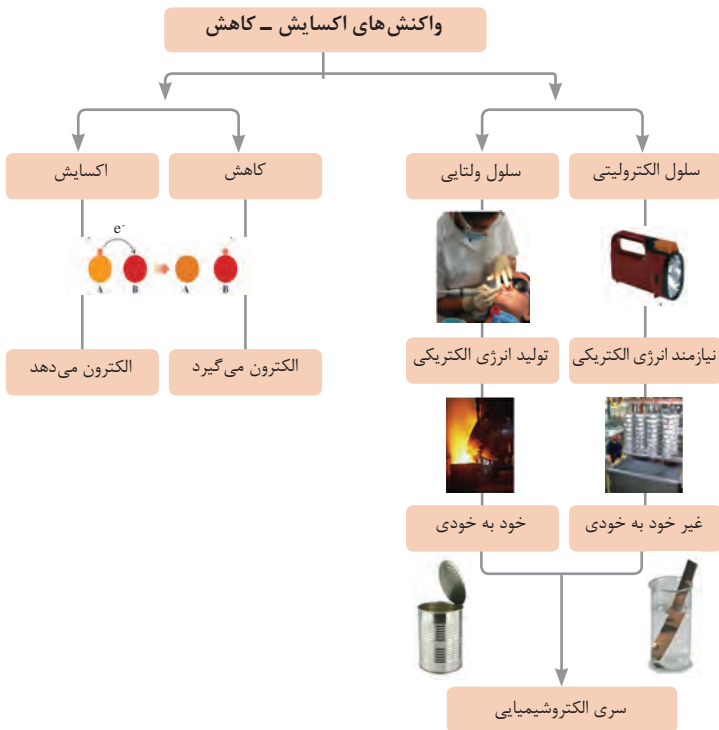 واکنش‌های اکسایش ــ کاهش
سلول الکترولیتی
سلول ولتایی
کاهش
اکسایش
e⁻
A
B
A
B
نیازمند انرژی الکتریکی
تولید انرژی الکتریکی
الکترون می‌گیرد
الکترون می‌دهد
غیر خود به خودی
خود به خودی
سری الکتروشیمیایی